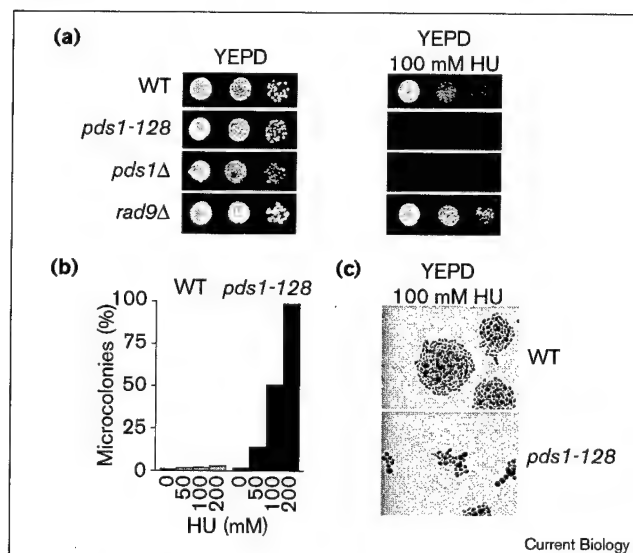 (a)
YEPD
YEPD
100 mM HU
WT
pds1-128
pds1Δ
rad9Δ
(b)
WT pds1-128
100
75
50
25
0
Microcolonies (%)
0 50 100 200 0 50 100 200
HU (mM)
(c)
YEPD
100 mM HU
WT
pds1-128
Current Biology